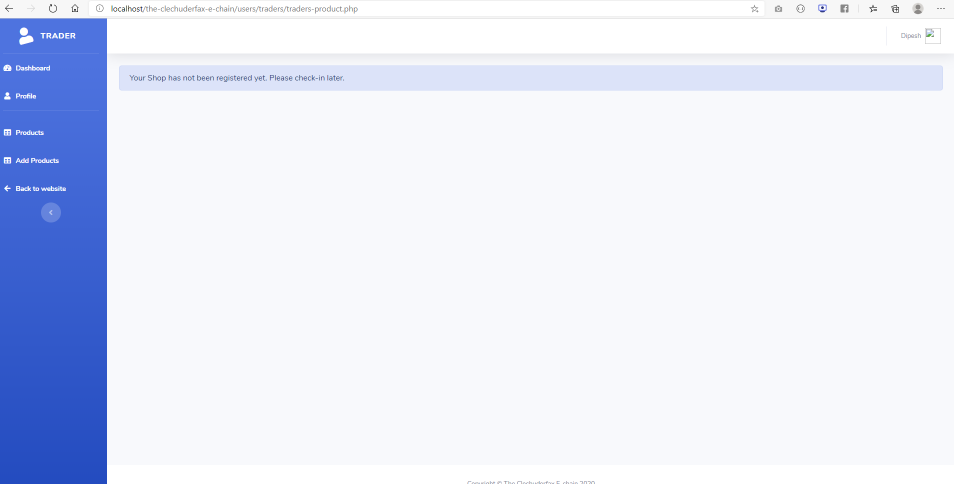 localhost/the-clechuderfax-e-chain/users/traders/traders-product.php
TRADER
Dipesh
Dashboard
Your Shop has not been registered yet. Please check-in later.
Profile
Products
Add Products
Back to website
Copyright © The Clechuderfax E-chain 2020